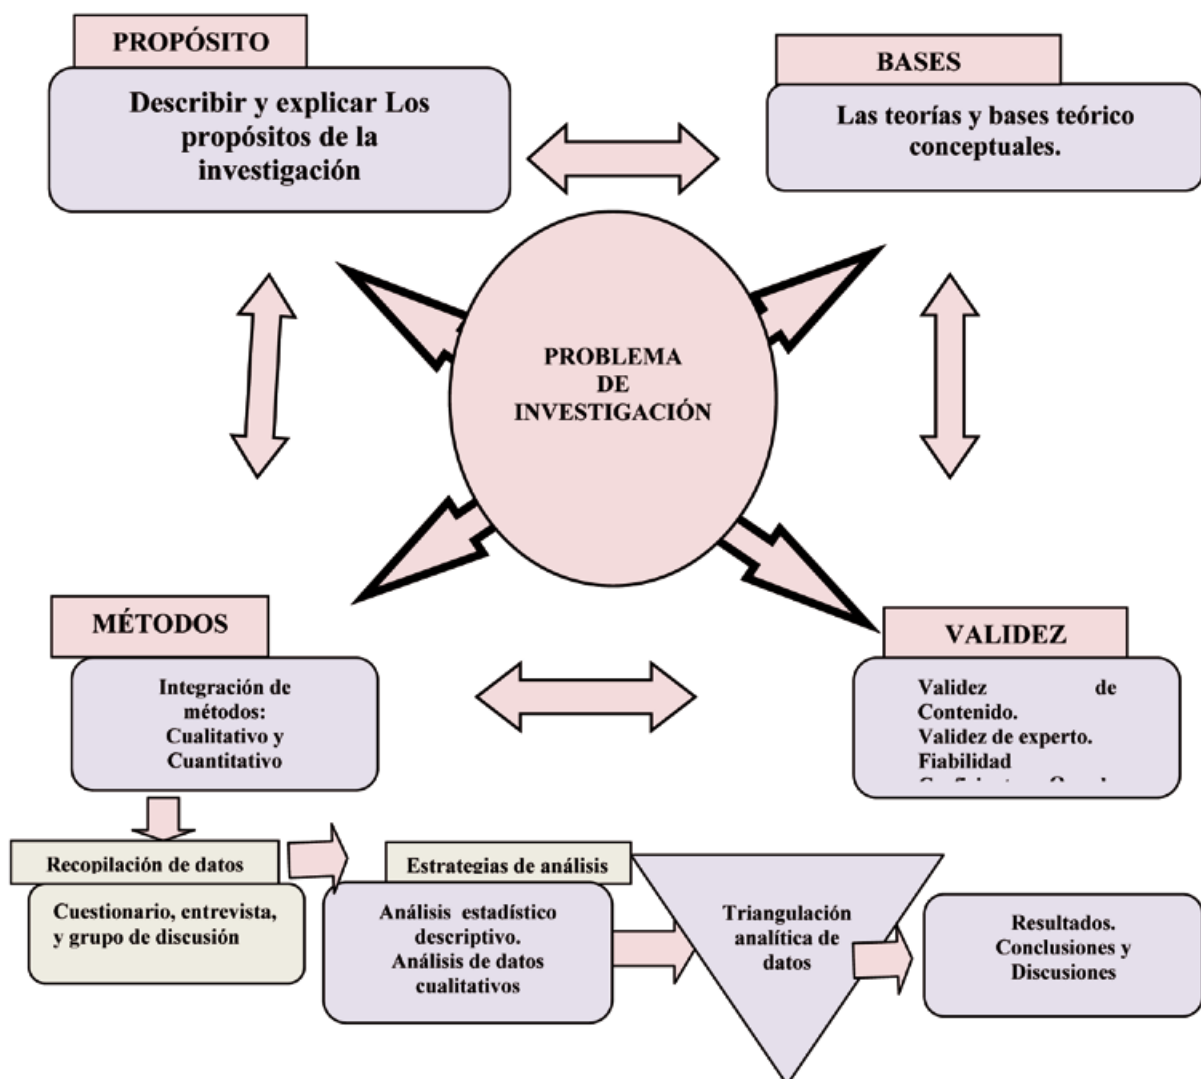 PROPÓSITO
Describir y explicar Los
propósitos de la
investigación
BASES
Las teorías y bases teórico
conceptuales.
PROBLEMA
DE
INVESTIGACIÓN
MÉTODOS
Integración de
métodos:
Cualitativo y
Cuantitativo
VALIDEZ
Validez de
Contenido.
Validez de experto.
Fiabilidad
Recopilación de datos
Cuestionario, entrevista,
y grupo de discusión
Estrategias de análisis
Análisis estadístico
descriptivo.
Análisis de datos
cualitativos
Triangulación
analítica de
datos
Resultados.
Conclusiones y
Discusiones